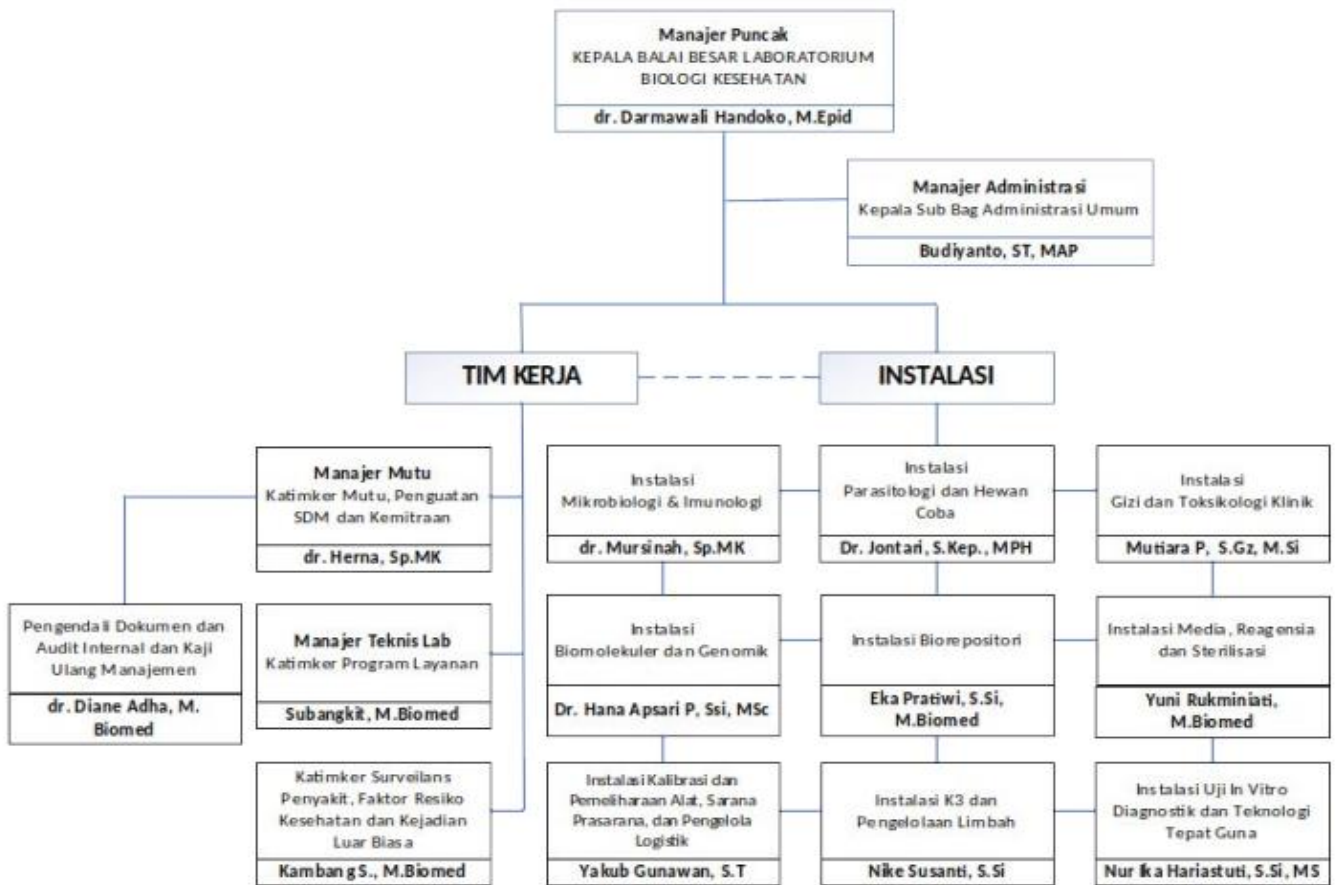 Manajer Puncak
KEPALA BALAI BESAR LABORATORIUM
BIOLOGI KESEHATAN
dr. Darmawali Handoko, M.Epid
Manajer Administrasi
Kepala Sub Bag Administrasi Umum
Budiyanto, ST, MAP
TIM KERJA
INSTALASI
Manajer Mutu
Katimker Mutu, Penguatan
SDM dan Kemitraan
dr. Herna, Sp.MK
Instalasi
Mikrobiologi & Imunologi
dr. Mursinah, Sp.MK
Instalasi
Parasitologi dan Hewan
Coba
Dr. Jontari, S.Kep., MPH
Instalasi
Gizi dan Toksikologi Klinik
Mutiara P, S.Gz, M.Si
Pengendali Dokumen dan
Audit Internal dan Kaji
Ulang Manajemen
dr. Diane Adha, M.
Biomed
Manajer Teknis Lab
Katimker Program Layanan
Subangkit, M.Biomed
Instalasi
Biomolekuler dan Genomik
Dr. Hana Apsari P, Ssi, MSc
Instalasi Biorepositori
Eka Pratiwi, S.Si,
M.Biomed
Instalasi Media, Reagensia
dan Sterilisasi
Yuni Rukminiati,
M.Biomed
Katimker Surveilans
Penyakit, Faktor Resiko
Kesehatan dan Kejadian
Luar Biasa
Kambang S., M.Biomed
Instalasi Kalibrasi dan
Pemeliharaan Alat, Sarana
Prasarana, dan Pengelola
Logistik
Yakub Gunawan, S.T
Instalasi K3 dan
Pengelolaan Limbah
Nike Susanti, S.Si
Instalasi Uji In Vitro
Diagnostik dan Teknologi
Tepat Guna
Nur Ika Hariastuti, S.Si, MS